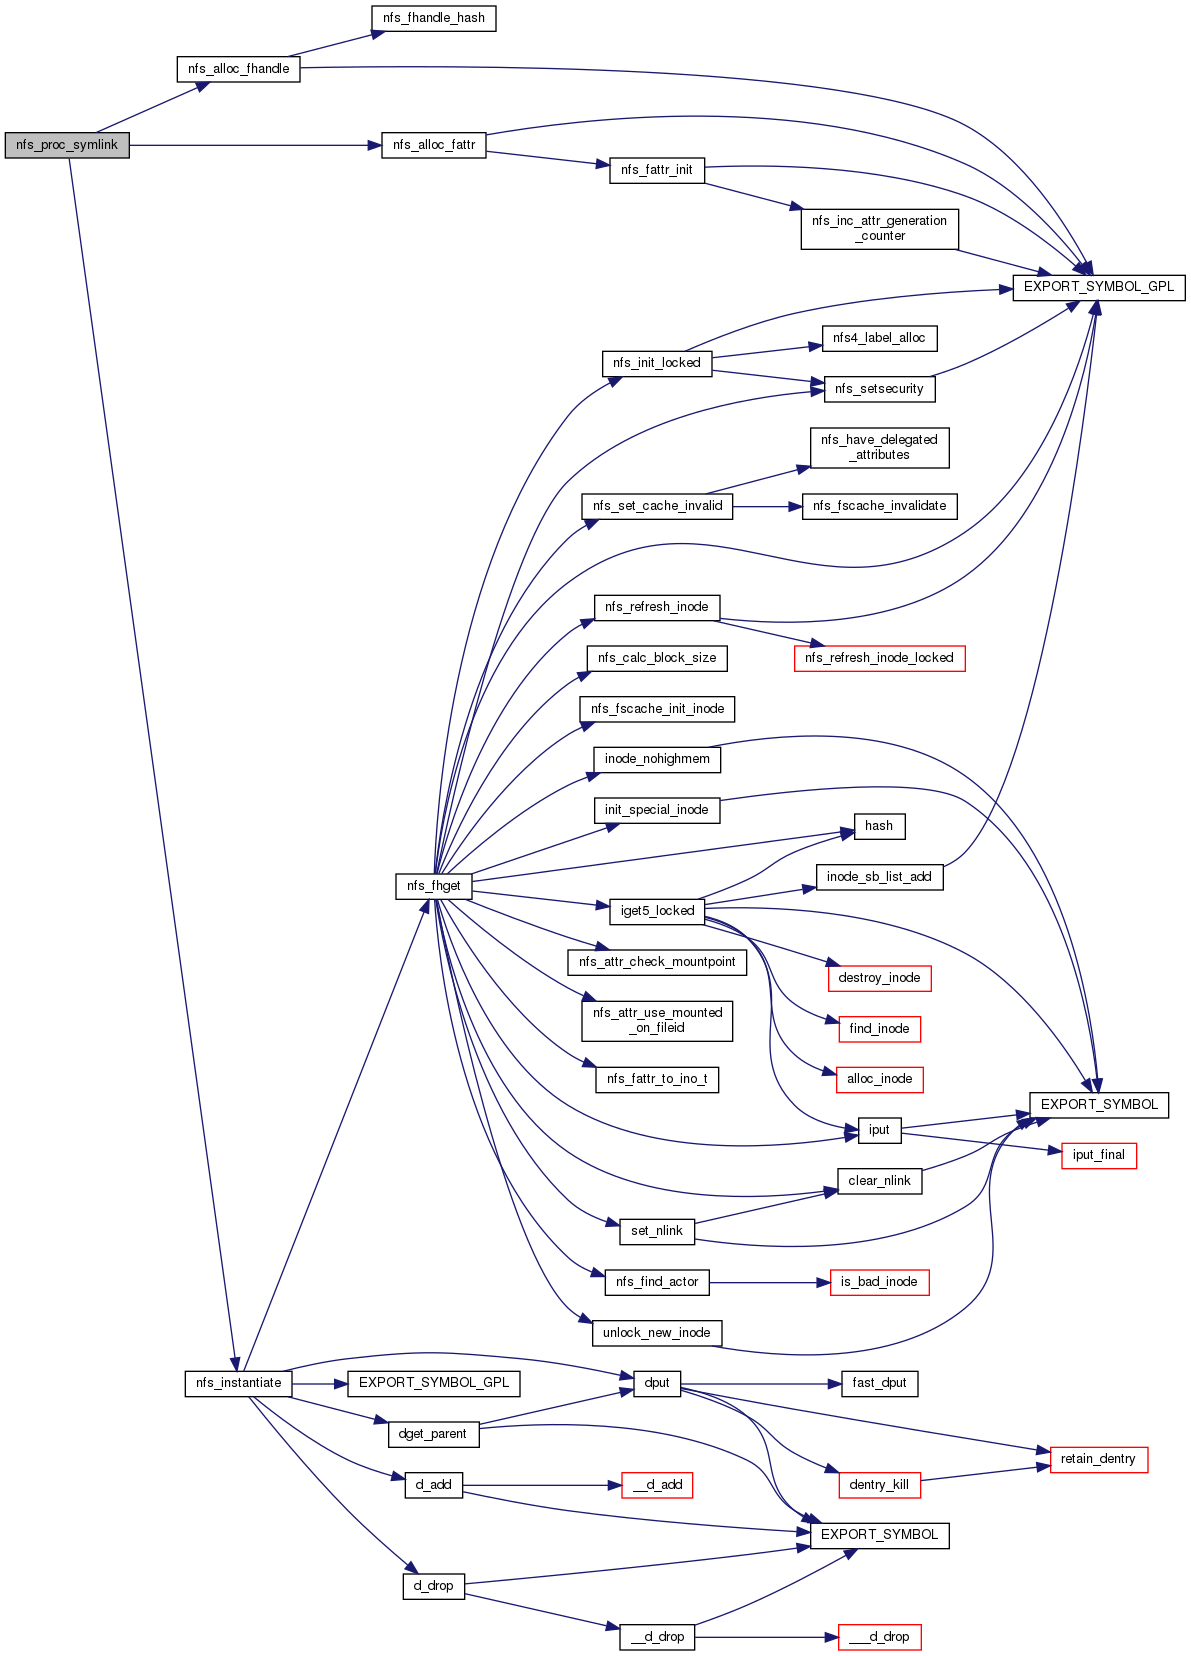 nfs_fhandle_hash
nfs_alloc_fhandle
nfs_proc_symlink
nfs_alloc_fattr
nfs_fattr_init
nfs_inc_attr_generation
_counter
EXPORT_SYMBOL_GPL
nfs4_label_alloc
nfs_init_locked
nfs_setsecurity
nfs_have_delegated
_attributes
nfs_set_cache_invalid
nfs_fscache_invalidate
nfs_refresh_inode
nfs_refresh_inode_locked
nfs_calc_block_size
nfs_fscache_init_inode
inode_nohighmem
init_special_inode
hash
inode_sb_list_add
nfs_fhget
iget5_locked
nfs_attr_check_mountpoint
destroy_inode
nfs_attr_use_mounted
_on_fileid
find_inode
nfs_fattr_to_ino_t
alloc_inode
EXPORT_SYMBOL
iput
iput_final
clear_nlink
set_nlink
nfs_find_actor
is_bad_inode
unlock_new_inode
nfs_instantiate
EXPORT_SYMBOL_GPL
dput
fast_dput
dget_parent
retain_dentry
d_add
__d_add
dentry_kill
EXPORT_SYMBOL
d_drop
__d_drop
___d_drop